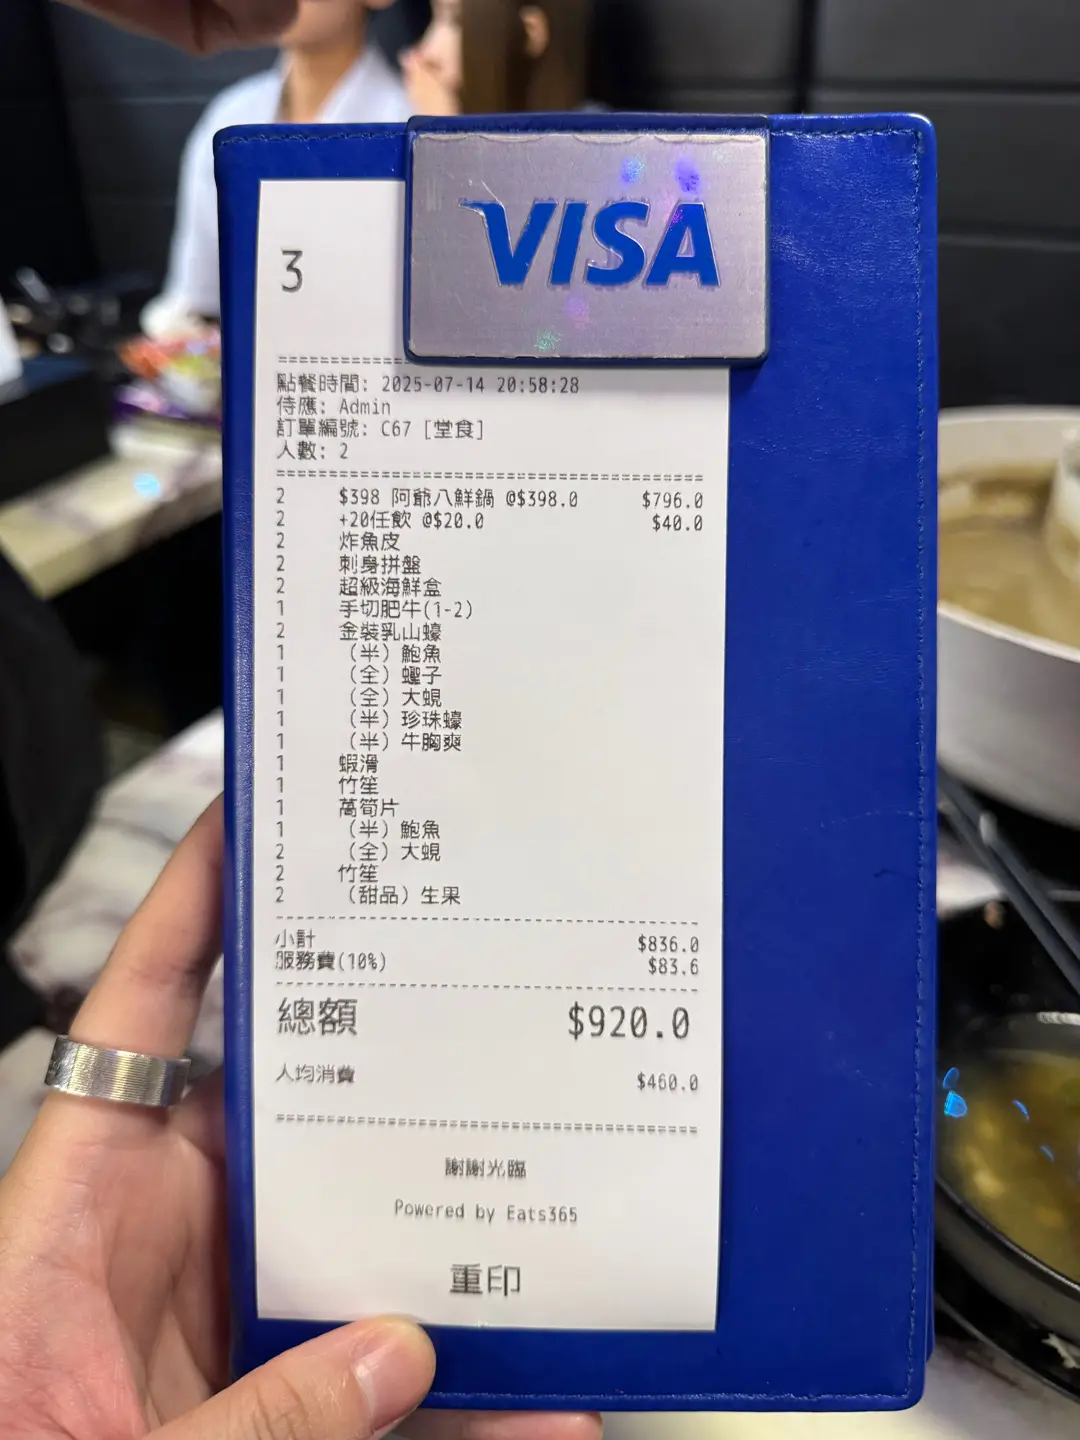 VISA
3
點餐時間: 2025-07-14 20:58:28
侍應: Admin
訂單編號: C67 [堂食]
人數: 2
2 $398 阿爺八鮮鍋 @$398.0 $796.0
2 +20任飲 @$20.0 $40.0
2 炸魚皮
2 刺身拼盤
2 超級海鮮盒
1 手切肥牛(1-2)
2 金裝乳山蠔
1 （半）鮑魚
1 （全）蟶子
1 （全）大蜆
1 （半）珍珠蠔
1 （半）牛胸爽
1 蝦滑
1 竹笙
1 萵筍片
1 （半）鮑魚
2 （全）大蜆
2 竹笙
2 （甜品）生果
小計 $836.0
服務費(10%) $83.6
總額 $920.0
人均消費 $460.0
謝謝光臨
Powered by Eats365
重印